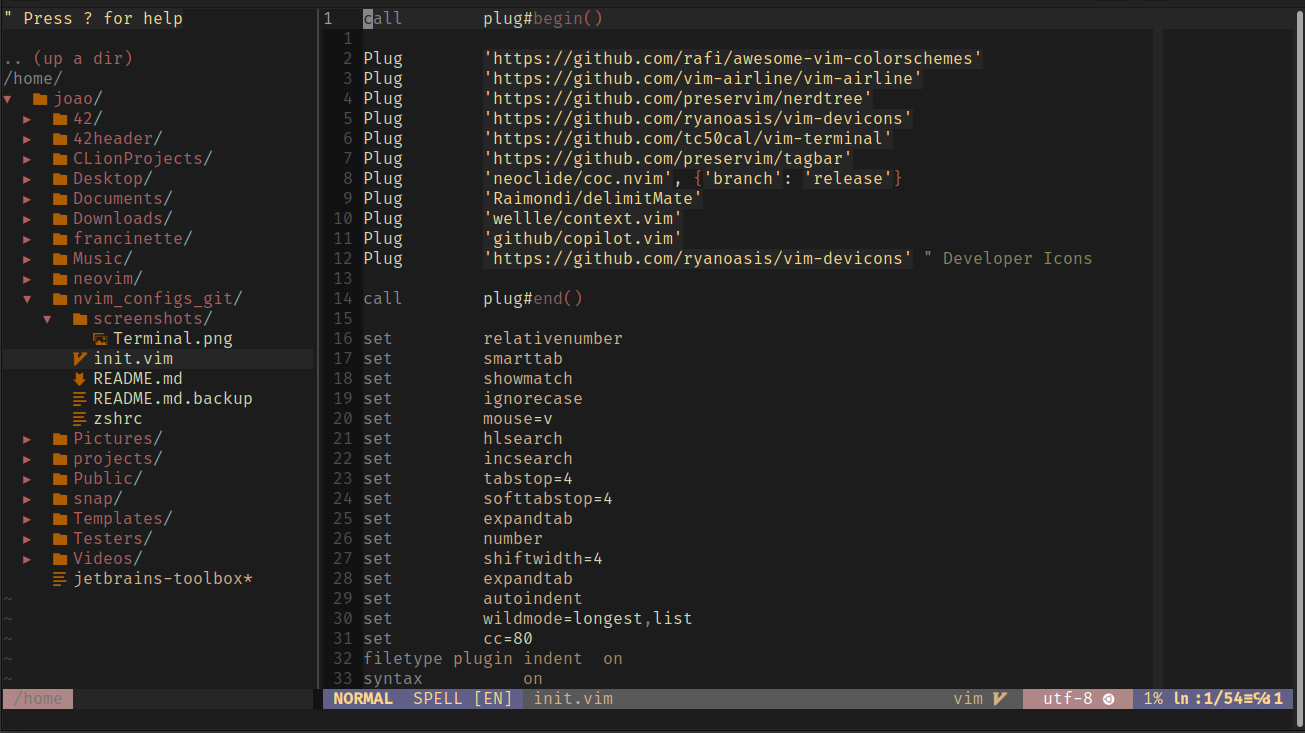 " Press ? for help
.. (up a dir)
/home/
▾ joao/
▸ 42/
▸ 42header/
▸ CLionProjects/
▸ Desktop/
▸ Documents/
▸ Downloads/
▸ francinette/
▸ Music/
▸ neovim/
▾ nvim_configs_git/
▾ screenshots/
Terminal.png
init.vim
README.md
README.md.backup
zshrc
▸ Pictures/
▸ projects/
▸ Public/
▸ snap/
▸ Templates/
▸ Testers/
▸ Videos/
jetbrains-toolbox*
~
~
~
~
~
/home
1 call plug#begin()
1
2 Plug 'https://github.com/rafi/awesome-vim-colorschemes'
3 Plug 'https://github.com/vim-airline/vim-airline'
4 Plug 'https://github.com/preservim/nerdtree'
5 Plug 'https://github.com/ryanoasis/vim-devicons'
6 Plug 'https://github.com/tc50cal/vim-terminal'
7 Plug 'https://github.com/preservim/tagbar'
8 Plug 'neoclide/coc.nvim', {'branch': 'release'}
9 Plug 'Raimondi/delimitMate'
10 Plug 'wellle/context.vim'
11 Plug 'github/copilot.vim'
12 Plug 'https://github.com/ryanoasis/vim-devicons' " Developer Icons
13
14 call plug#end()
15
16 set relativenumber
17 set smarttab
18 set showmatch
19 set ignorecase
20 set mouse=v
21 set hlsearch
22 set incsearch
23 set tabstop=4
24 set softtabstop=4
25 set expandtab
26 set number
27 set shiftwidth=4
28 set expandtab
29 set autoindent
30 set wildmode=longest,list
31 set cc=80
32 filetype plugin indent on
33 syntax on
NORMAL SPELL [EN] init.vim vim utf-8 1% ln :1/54≡℅:1